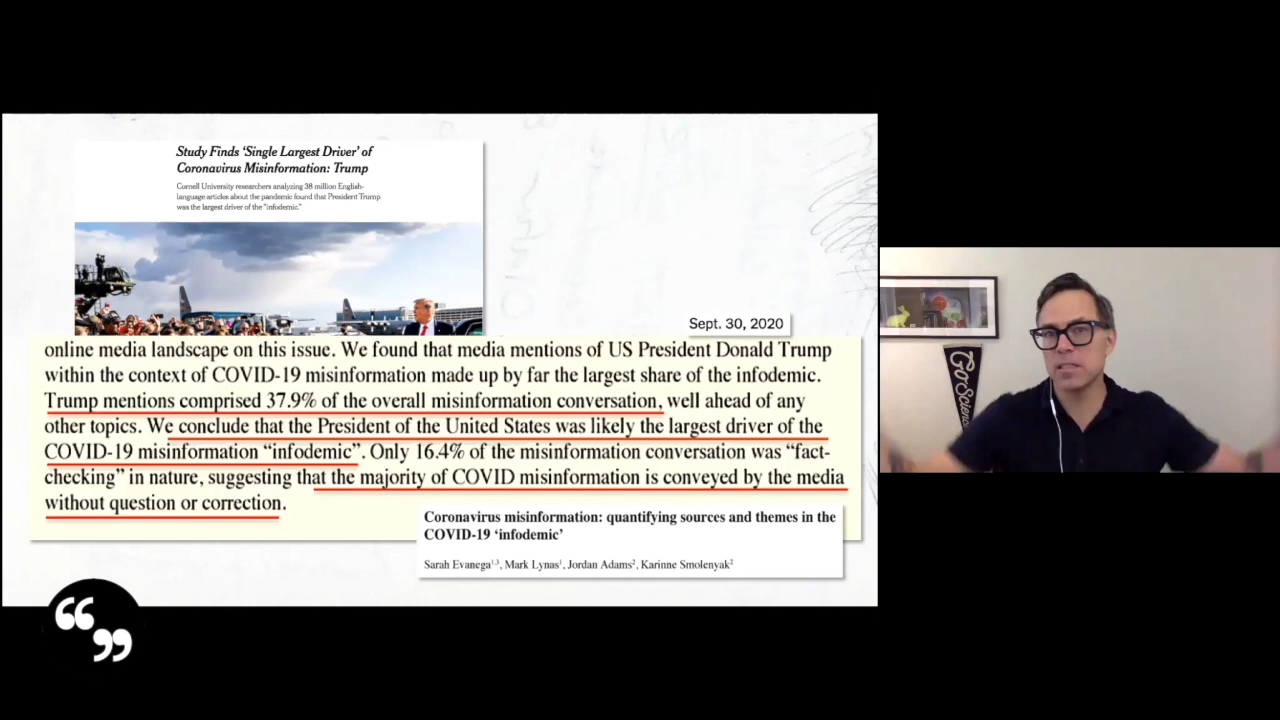 Study Finds ‘Single Largest Driver’ of
Coronavirus Misinformation: Trump
Cornell University researchers analyzing 38 million English-
language articles about the pandemic found that President Trump
was the largest driver of the “infodemic.”
Sept. 30, 2020
online media landscape on this issue. We found that media mentions of US President Donald Trump
within the context of COVID-19 misinformation made up by far the largest share of the infodemic.
Trump mentions comprised 37.9% of the overall misinformation conversation, well ahead of any
other topics. We conclude that the President of the United States was likely the largest driver of the
COVID-19 misinformation “infodemic”. Only 16.4% of the misinformation conversation was “fact-
checking” in nature, suggesting that the majority of COVID misinformation is conveyed by the media
without question or correction.
Coronavirus misinformation: quantifying sources and themes in the
COVID-19 ‘infodemic’
Sarah Evanega1,3, Mark Lynas1, Jordan Adams2, Karinne Smolenyak2
Go Science